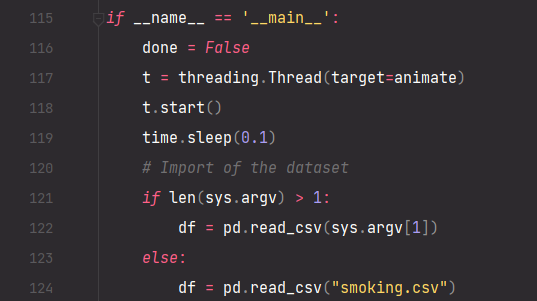 115 if __name__ == '__main__':
116 done = False
117 t = threading.Thread(target=animate)
118 t.start()
119 time.sleep(0.1)
120 # Import of the dataset
121 if len(sys.argv) > 1:
122 df = pd.read_csv(sys.argv[1])
123 else:
124 df = pd.read_csv("smoking.csv")